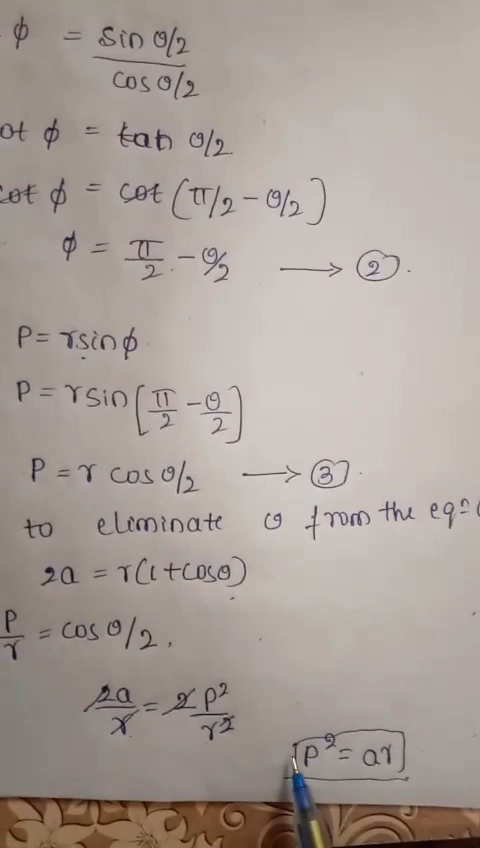 ϕ = sin θ/2 / cos θ/2
ot ϕ = tan θ/2
cot ϕ = cot (π/2 - θ/2)
ϕ = π/2 - θ/2 → ②.
P = r sin ϕ.
P = r sin [π/2 - θ/2]
P = r cos θ/2 → ③.
to eliminate θ from the eqn
2a = r(1+cosθ)
P/r = cos θ/2.
2a/r = 2 p²/r²
p² = ar